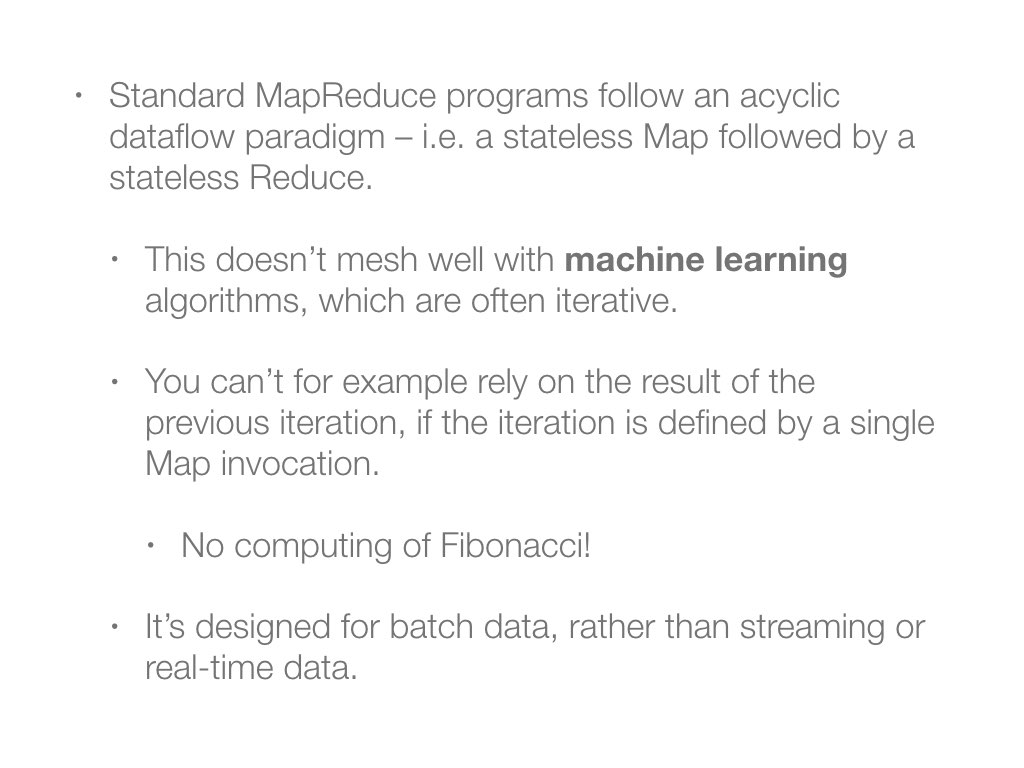 • Standard MapReduce programs follow an acyclic
dataflow paradigm – i.e. a stateless Map followed by a
stateless Reduce.
• This doesn’t mesh well with machine learning
algorithms, which are often iterative.
• You can’t for example rely on the result of the
previous iteration, if the iteration is defined by a single
Map invocation.
• No computing of Fibonacci!
• It’s designed for batch data, rather than streaming or
real-time data.